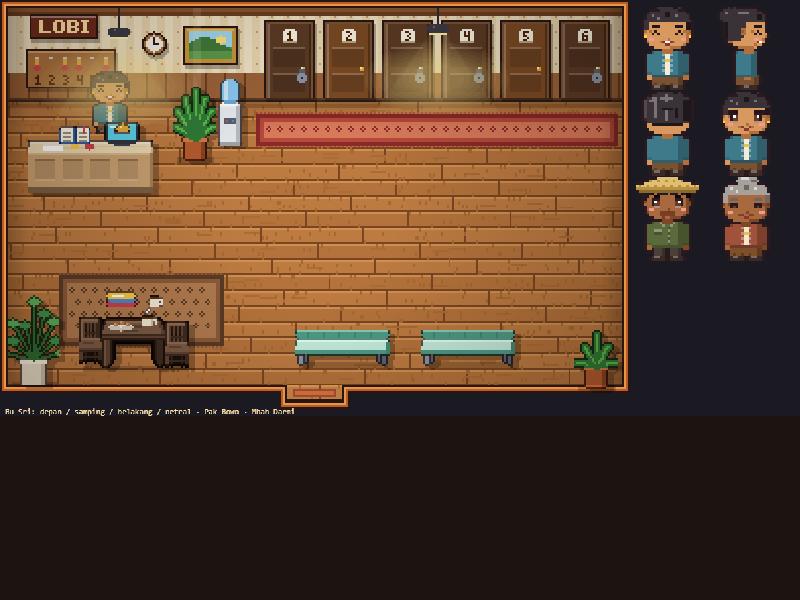 LOBI
1 2 3 4 5 6
1 2 3 4
Bu Sri: depan / samping / belakang / netral - Pak Bowo - Mbah Darmi